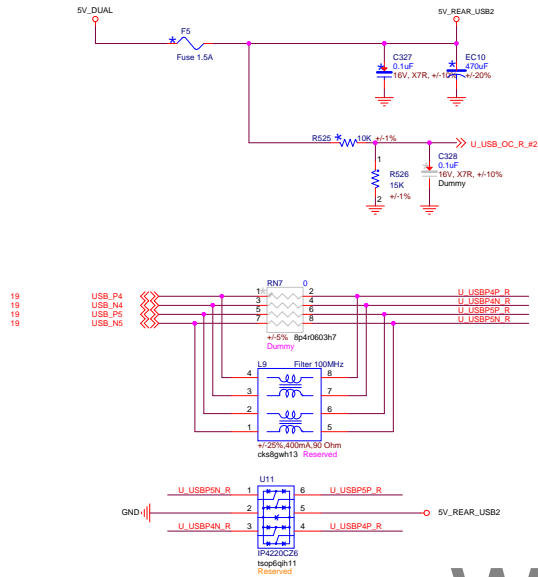 5V_DUAL
5V_REAR_USB2
F5
Fuse 1.5A
C327
0.1uF
16V, X7R, +/-10%
EC10
470uF
+/-20%
R525
10K +/-1%
U_USB_OC_R_#2
1
R526
15K
+/-1%
2
C328
0.1uF
16V, X7R, +/-10%
Dummy
RN7 0
19 USB_P4 1 2 U_USBP4P_R
19 USB_N4 3 4 U_USBP4N_R
19 USB_P5 5 6 U_USBP5P_R
19 USB_N5 7 8 U_USBP5N_R
+/-5% 8p4r0603h7
Dummy
L9 Filter 100MHz
4 8
3 7
2 6
1 5
+/-25%,400mA,90 Ohm
cks8gwh13 Reserved
U11
U_USBP5N_R 1 6 U_USBP5P_R
GND 2 5 5V_REAR_USB2
U_USBP4N_R 3 4 U_USBP4P_R
IP4220CZ6
tsop6qih11
Reserved